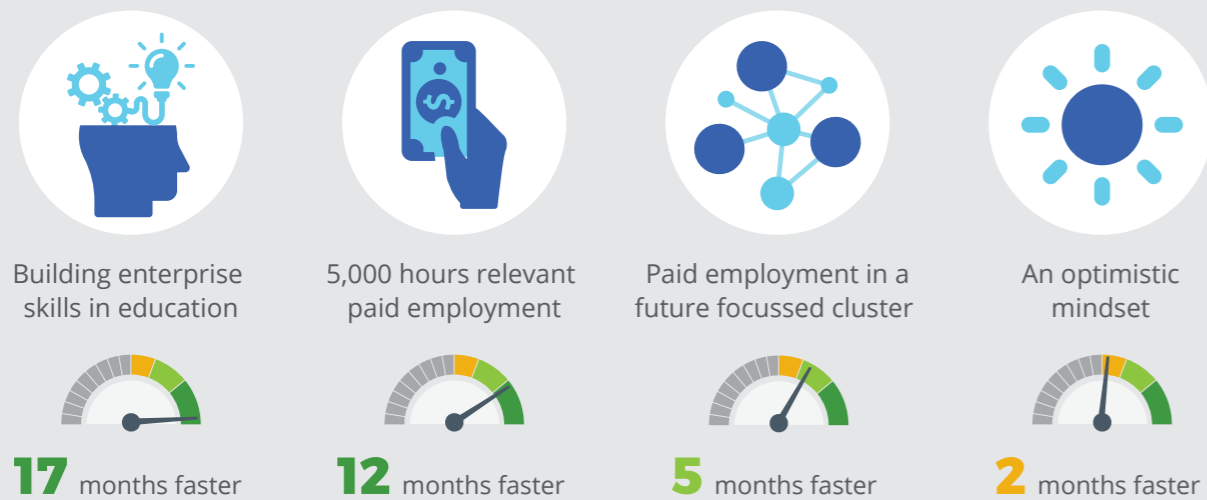 Building enterprise
skills in education
17 months faster
5,000 hours relevant
paid employment
12 months faster
Paid employment in a
future focussed cluster
5 months faster
An optimistic
mindset
2 months faster